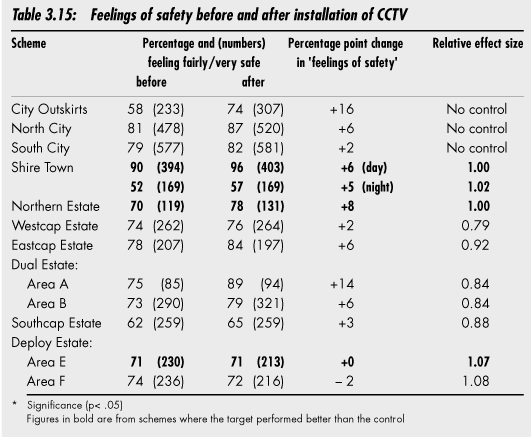 Table 3.15: Feelings of safety before and after installation of CCTV
Scheme Percentage and (numbers) Percentage point change Relative effect size
feeling fairly/very safe in 'feelings of safety'
before after
City Outskirts 58 (233) 74 (307) +16 No control
North City 81 (478) 87 (520) +6 No control
South City 79 (577) 82 (581) +2 No control
Shire Town 90 (394) 96 (403) +6 (day) 1.00
52 (169) 57 (169) +5 (night) 1.02
Northern Estate 70 (119) 78 (131) +8 1.00
Westcap Estate 74 (262) 76 (264) +2 0.79
Eastcap Estate 78 (207) 84 (197) +6 0.92
Dual Estate:
Area A 75 (85) 89 (94) +14 0.84
Area B 73 (290) 79 (321) +6 0.84
Southcap Estate 62 (259) 65 (259) +3 0.88
Deploy Estate:
Area E 71 (230) 71 (213) +0 1.07
Area F 74 (236) 72 (216) – 2 1.08
* Significance (p< .05)
Figures in bold are from schemes where the target performed better than the control